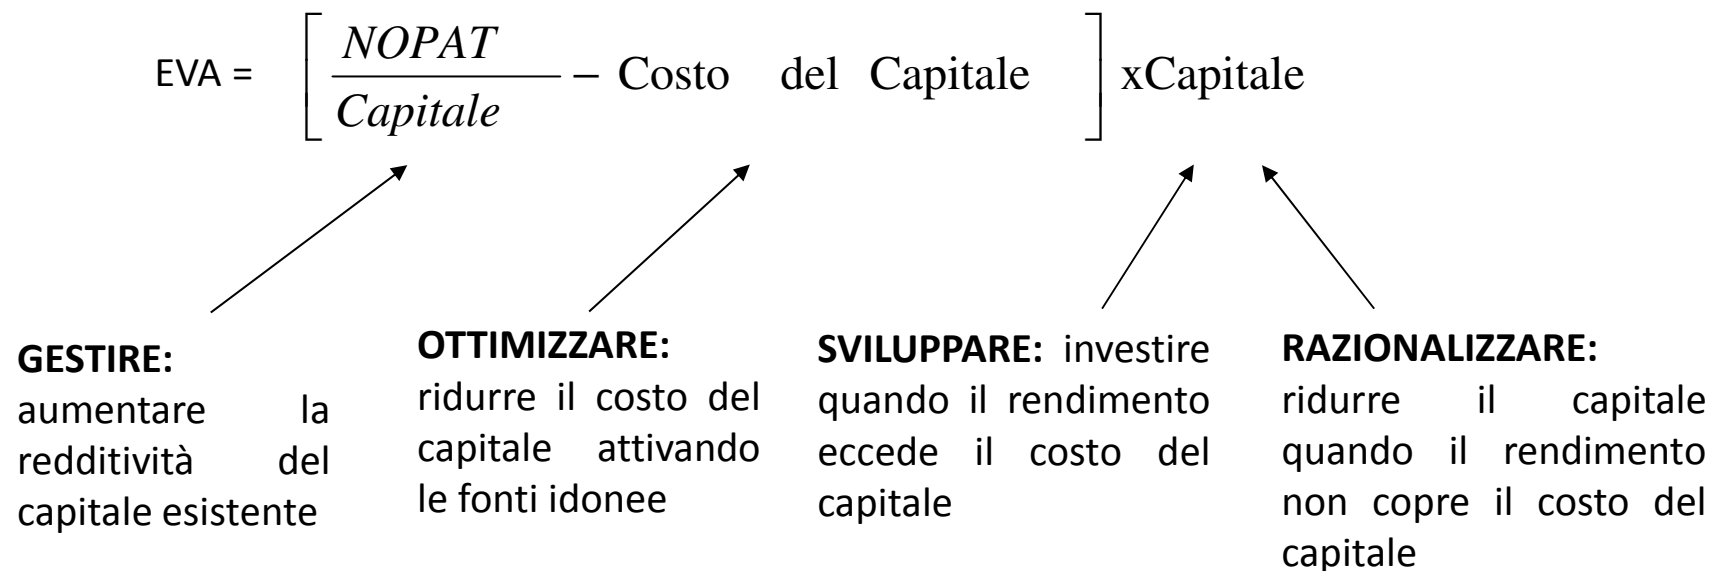 EVA = [ NOPAT / Capitale − Costo del Capitale ] xCapitale
GESTIRE:
aumentare la
redditività del
capitale esistente
OTTIMIZZARE:
ridurre il costo del
capitale attivando
le fonti idonee
SVILUPPARE: investire
quando il rendimento
eccede il costo del
capitale
RAZIONALIZZARE:
ridurre il capitale
quando il rendimento
non copre il costo del
capitale